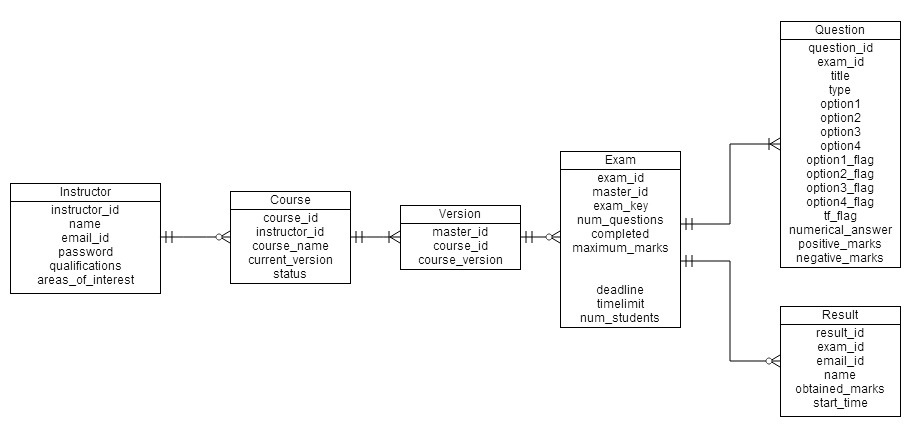 Instructor
instructor_id
name
email_id
password
qualifications
areas_of_interest
Course
course_id
instructor_id
course_name
current_version
status
Version
master_id
course_id
course_version
Exam
exam_id
master_id
exam_key
num_questions
completed
maximum_marks
deadline
timelimit
num_students
Question
question_id
exam_id
title
type
option1
option2
option3
option4
option1_flag
option2_flag
option3_flag
option4_flag
tf_flag
numerical_answer
positive_marks
negative_marks
Result
result_id
exam_id
email_id
name
obtained_marks
start_time